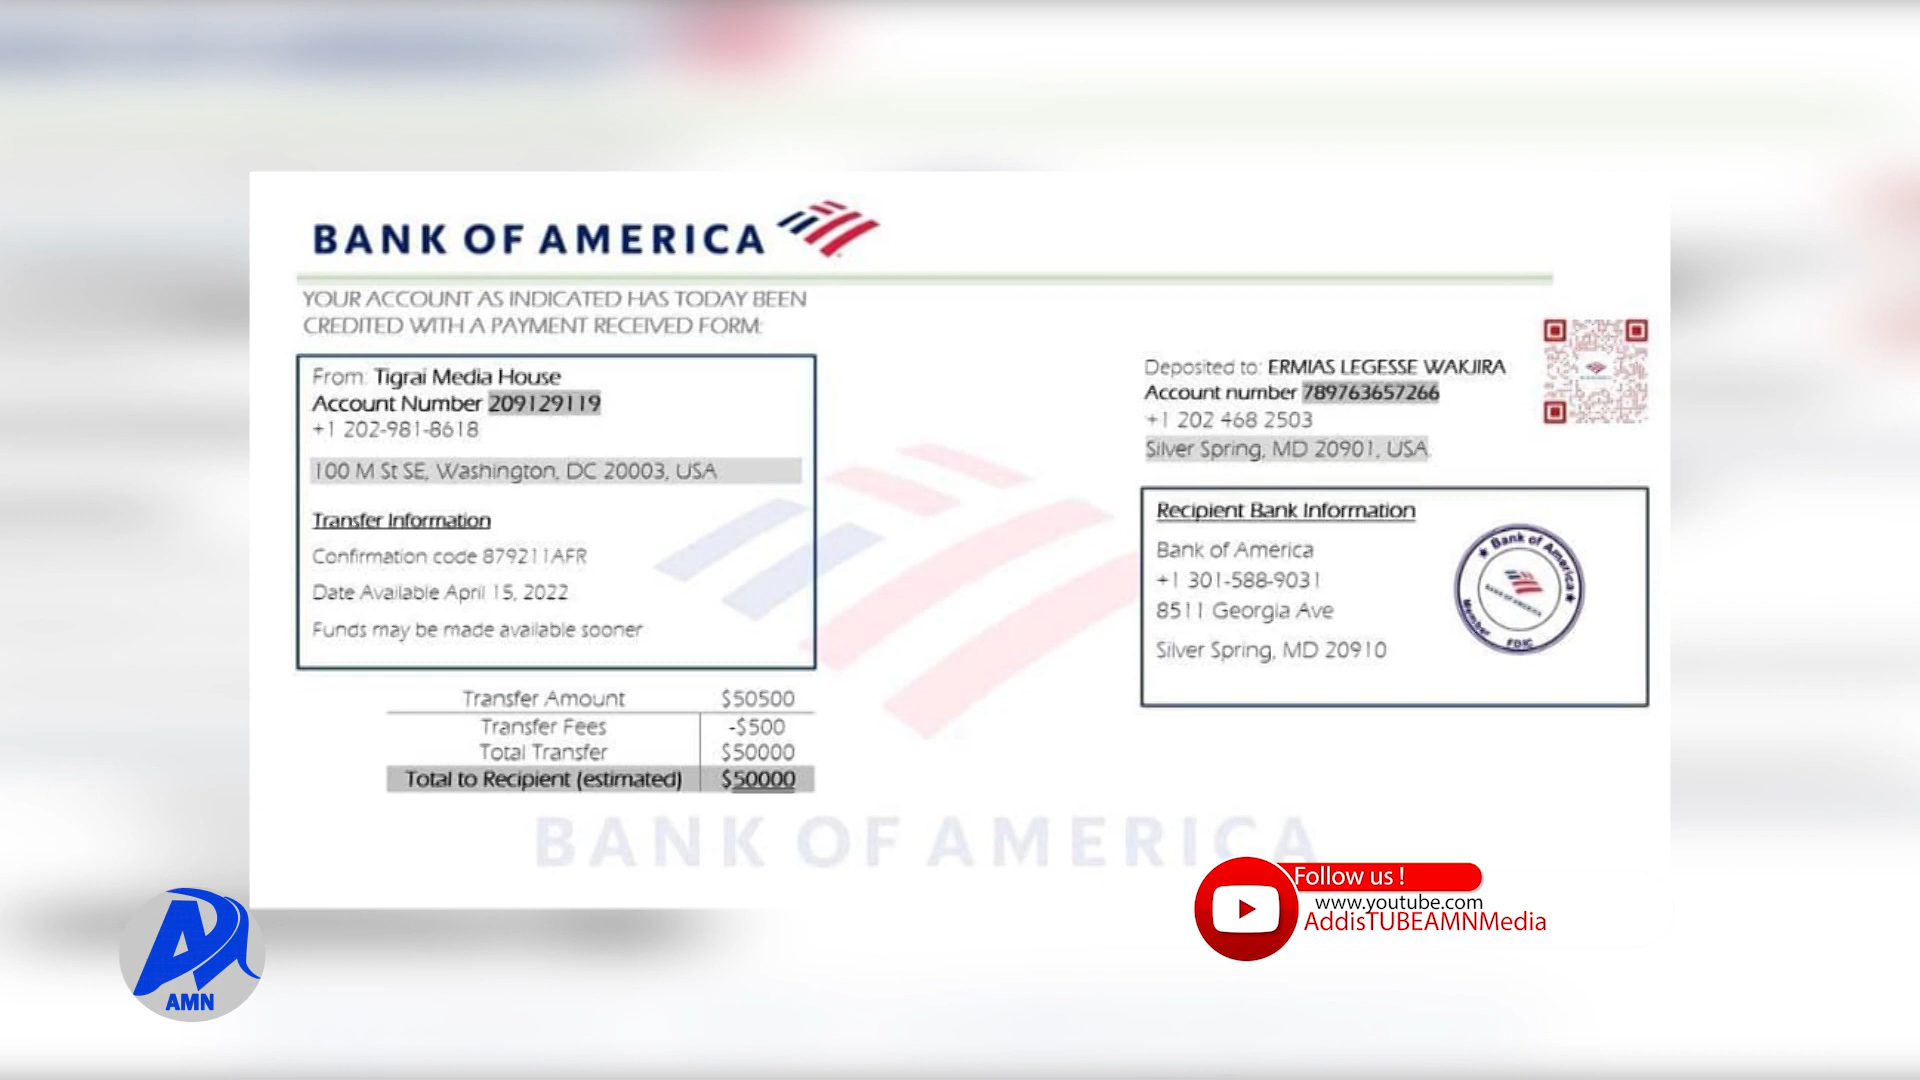 BANK OF AMERICA
YOUR ACCOUNT AS INDICATED HAS TODAY BEEN
CREDITED WITH A PAYMENT RECEIVED FORM:
From: Tigrai Media House
Account Number 209129119
+1 202-981-8618
100 M St SE, Washington, DC 20003, USA
Transfer Information
Confirmation code 879211AFR
Date Available April 15, 2022
Funds may be made available sooner
Transfer Amount $50500
Transfer Fees -$500
Total Transfer $50000
Total to Recipient (estimated) $50000
Deposited to: ERMIAS LEGESSE WAKJIRA
Account number 789763657266
+1 202 468 2503
Silver Spring, MD 20901, USA
Recipient Bank Information
Bank of America
+1 301-588-9031
8511 Georgia Ave
Silver Spring, MD 20910
Bank of America
BANK OF AMERICA
Member FDIC
BANK OF AMERICA
Follow us !
www.youtube.com
AddisTUBEAMNMedia
AMN